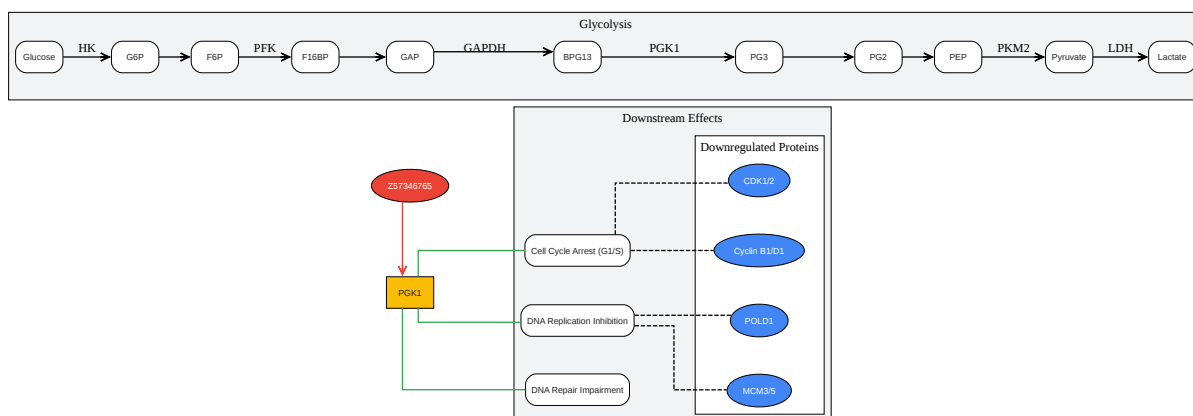 Glycolysis
HK
PFK
GAPDH
PGK1
PKM2
LDH
Glucose
G6P
F6P
F16BP
GAP
BPG13
PG3
PG2
PEP
Pyruvate
Lactate
Downstream Effects
Downregulated Proteins
Z57346765
CDK1/2
Cell Cycle Arrest (G1/S)
Cyclin B1/D1
PGK1
DNA Replication Inhibition
POLD1
DNA Repair Impairment
MCM3/5